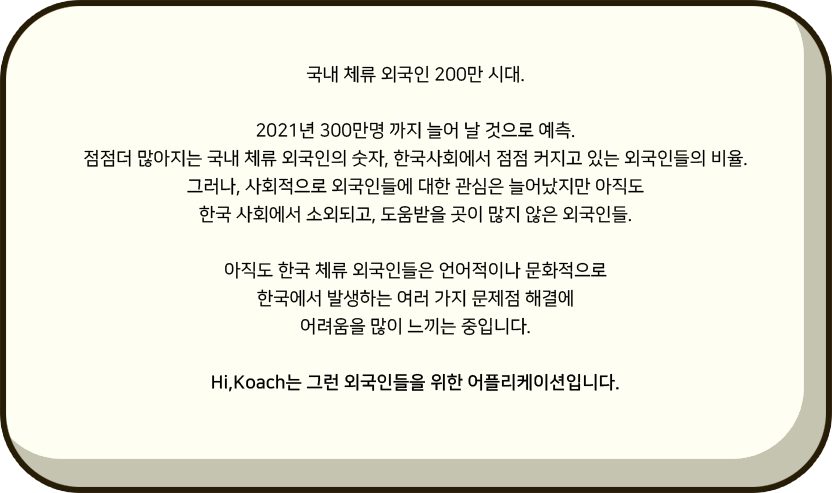 국내 체류 외국인 200만 시대.
2021년 300만명 까지 늘어 날 것으로 예측.
점점더 많아지는 국내 체류 외국인의 숫자, 한국사회에서 점점 커지고 있는 외국인들의 비율.
그러나, 사회적으로 외국인들에 대한 관심은 늘어났지만 아직도
한국 사회에서 소외되고, 도움받을 곳이 많지 않은 외국인들.
아직도 한국 체류 외국인들은 언어적이나 문화적으로
한국에서 발생하는 여러 가지 문제점 해결에
어려움을 많이 느끼는 중입니다.
Hi,Koach는 그런 외국인들을 위한 어플리케이션입니다.